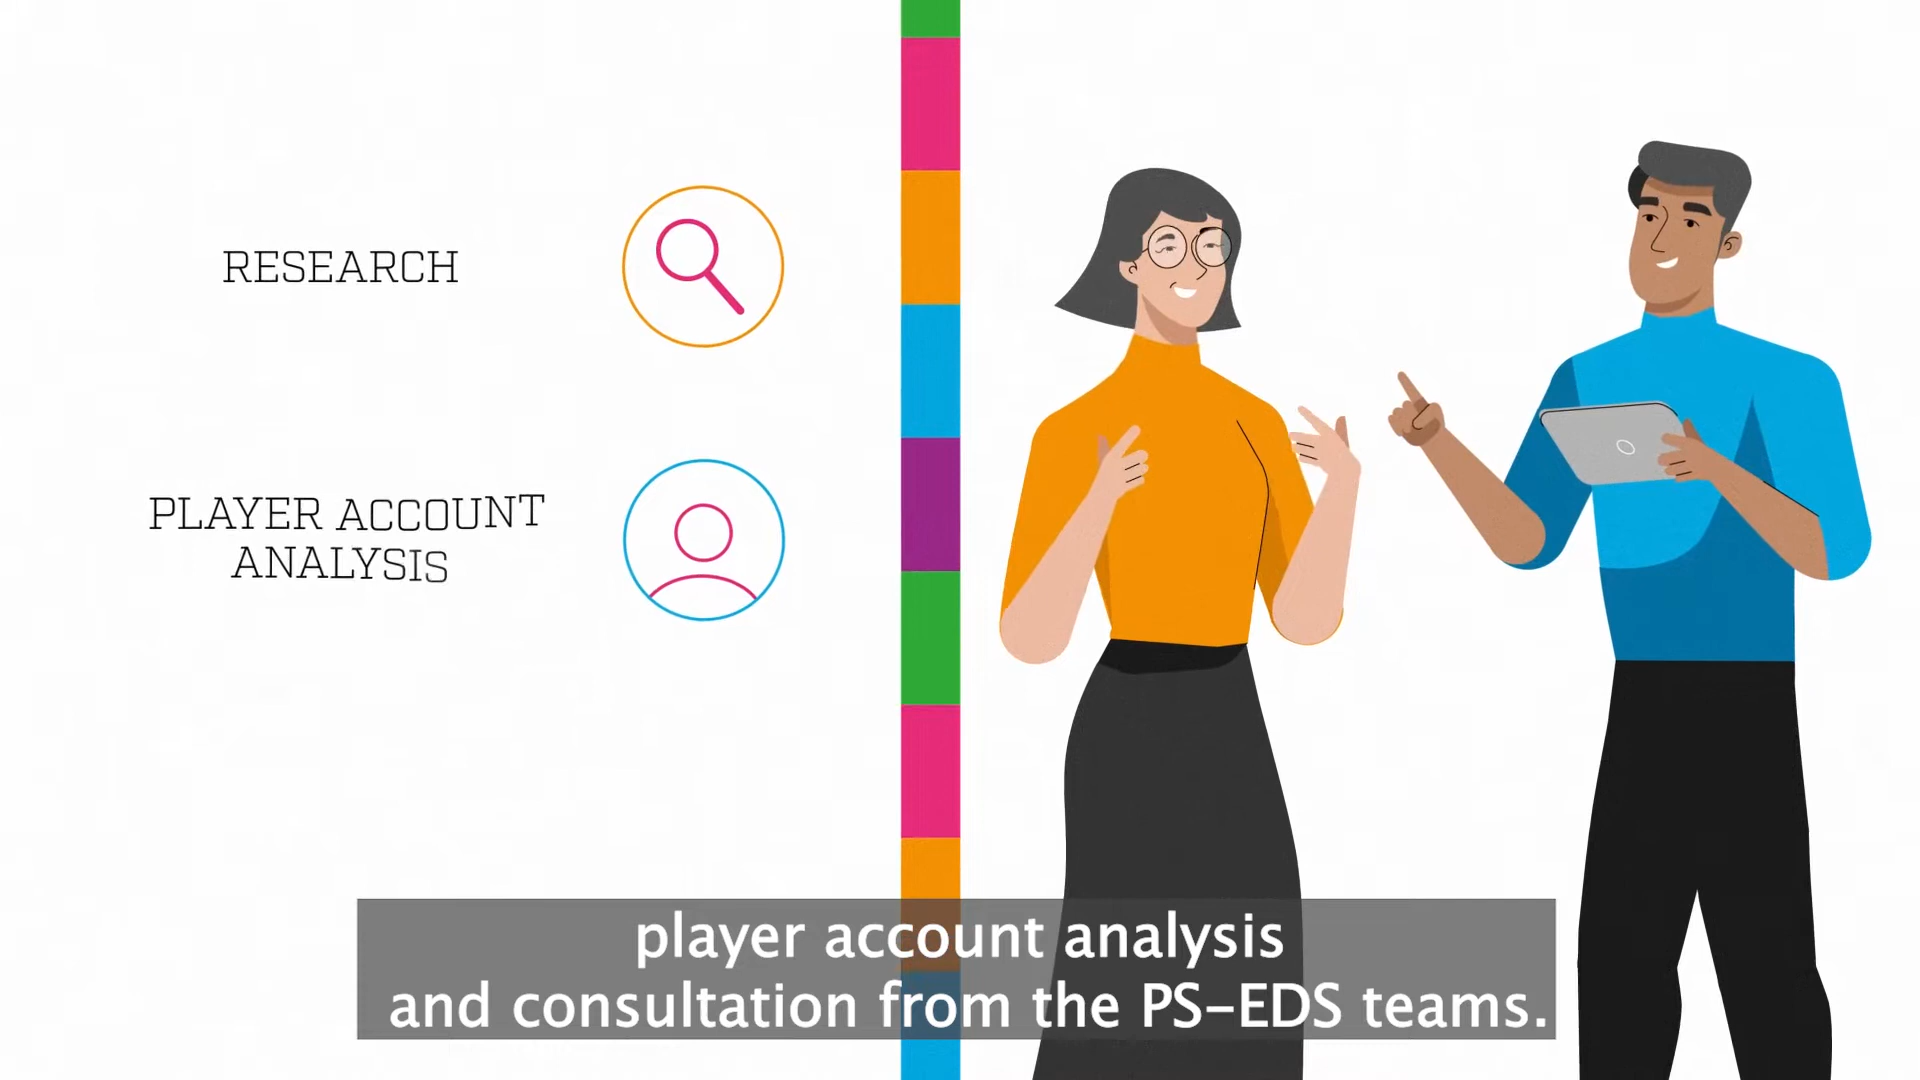 RESEARCH
PLAYER ACCOUNT
ANALYSIS
player account analysis
and consultation from the PS-EDS teams.